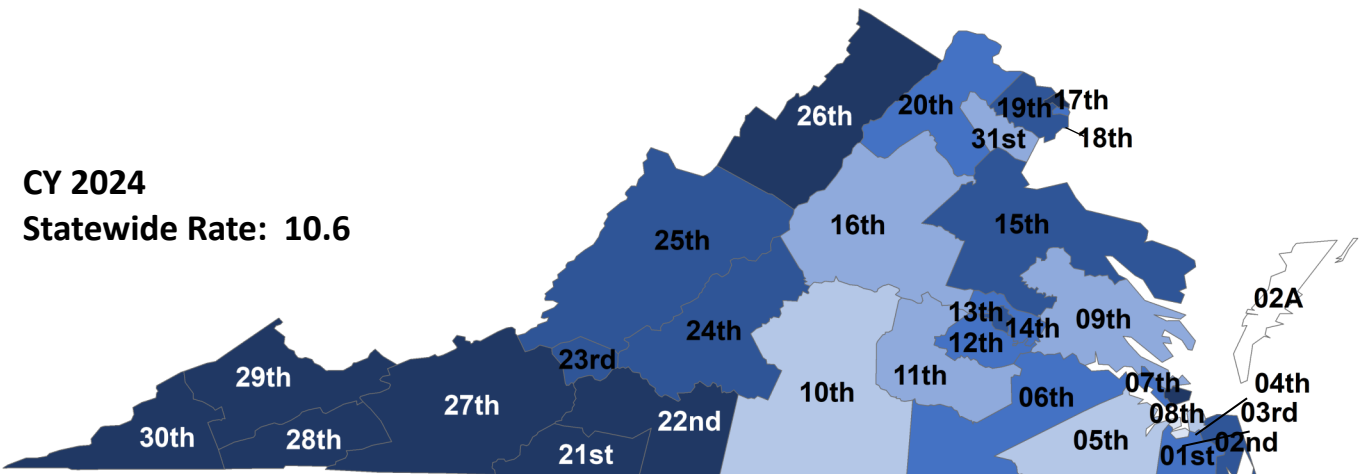 CY 2024
Statewide Rate: 10.6
26th
20th
19th
17th
31st
18th
25th
16th
15th
02A
24th
13th
14th
09th
12th
23rd
29th
27th
10th
11th
06th
07th
04th
08th
03rd
30th
28th
22nd
21st
05th
01st
02nd